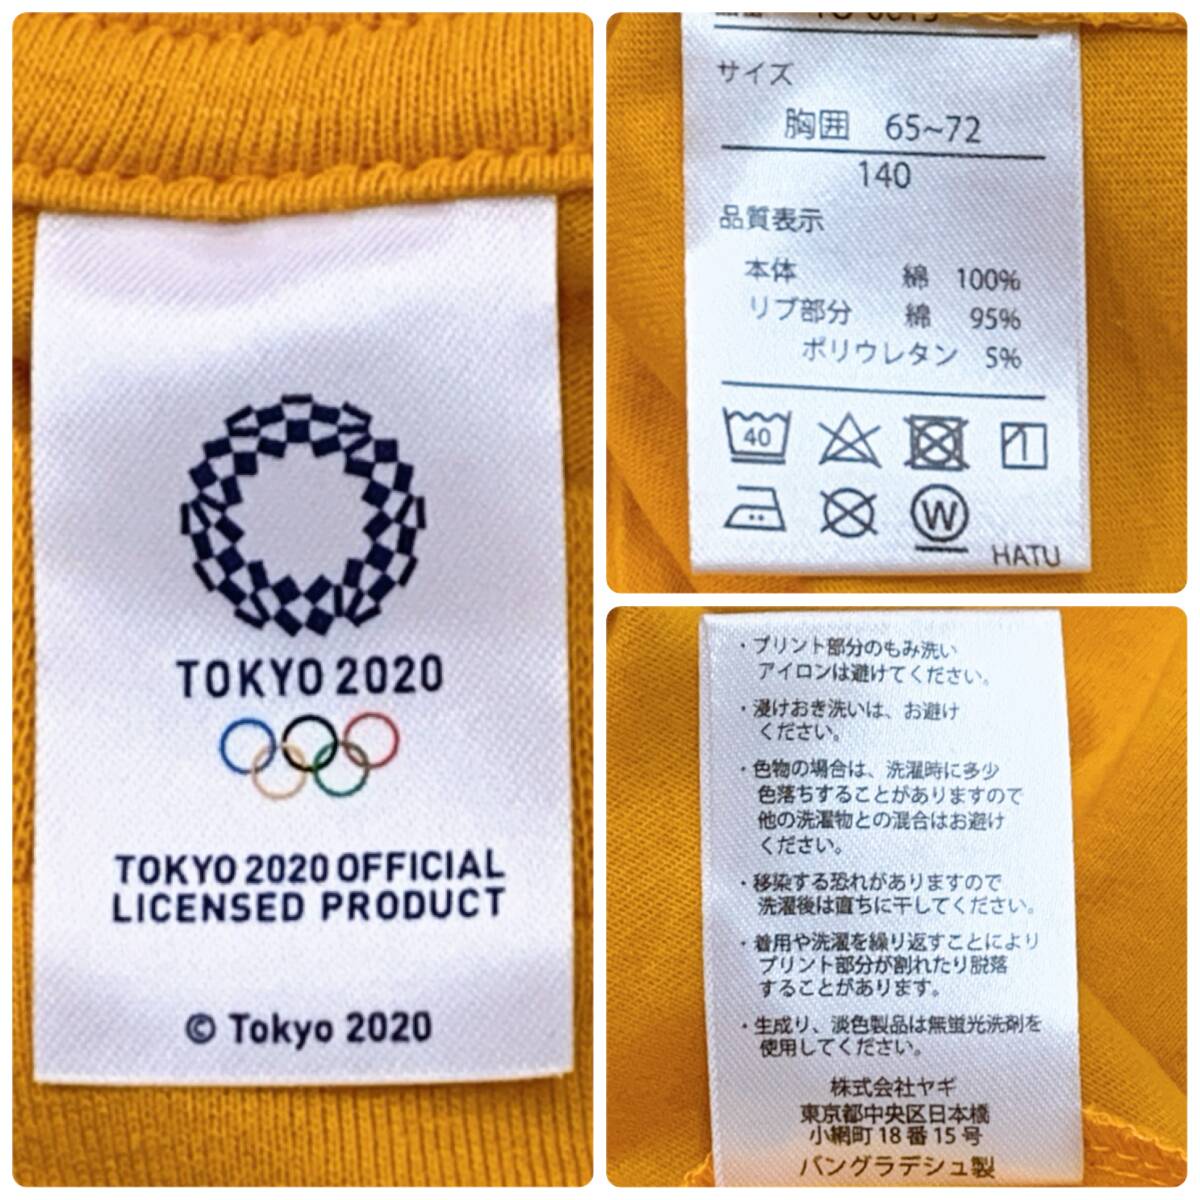 TOKYO 2020
TOKYO 2020 OFFICIAL
LICENSED PRODUCT
© Tokyo 2020
サイズ
胸囲 65~72
140
品質表示
本体 綿 100%
リブ部分 綿 95%
ポリウレタン 5%
40
W
HATU
・プリント部分のもみ洗い
アイロンは避けてください。
・浸けおき洗いは、お避け
ください。
・色物の場合は、洗濯時に多少
色落ちすることがありますので
他の洗濯物との混合はお避け
ください。
・移染する恐れがありますので
洗濯後は直ちに干してください。
・着用や洗濯を繰り返すことにより
プリント部分が割れたり脱落
することがあります。
・生成り、淡色製品は無蛍光洗剤を
使用してください。
株式会社ヤギ
東京都中央区日本橋
小網町 18 番 15 号
バングラデシュ製